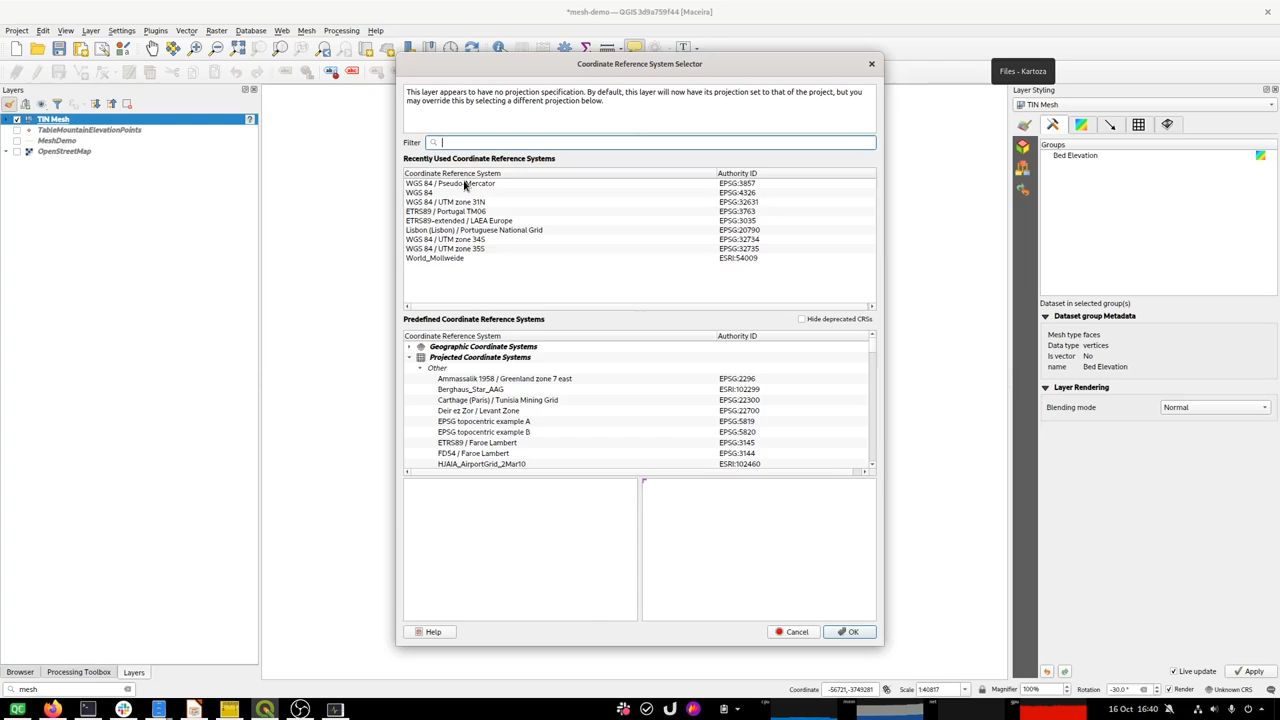 *mesh-demo — QGIS 3d9a759f44 [Maceira]
Project Edit View Layer Settings Plugins Vector Raster Database Web Mesh Processing Help
Coordinate Reference System Selector
Files - Kartoza
This layer appears to have no projection specification. By default, this layer will now have its projection set to that of the project, but you
may override this by selecting a different projection below.
Filter
Recently Used Coordinate Reference Systems
Coordinate Reference System Authority ID
WGS 84 / Pseudo-Mercator EPSG:3857
WGS 84 EPSG:4326
WGS 84 / UTM zone 31N EPSG:32631
ETRS89 / Portugal TM06 EPSG:3763
ETRS89-extended / LAEA Europe EPSG:3035
Lisbon (Lisbon) / Portuguese National Grid EPSG:20790
WGS 84 / UTM zone 34S EPSG:32734
WGS 84 / UTM zone 35S EPSG:32735
World_Mollweide ESRI:54009
Predefined Coordinate Reference Systems
Hide deprecated CRSs
Coordinate Reference System Authority ID
Geographic Coordinate Systems
Projected Coordinate Systems
Other
Ammassalik 1958 / Greenland zone 7 east EPSG:2296
Berghaus_Star_AAG ESRI:102299
Carthage (Paris) / Tunisia Mining Grid EPSG:22300
Deir ez Zor / Levant Zone EPSG:22700
EPSG topocentric example A EPSG:5819
EPSG topocentric example B EPSG:5820
ETRS89 / Faroe Lambert EPSG:3145
FD54 / Faroe Lambert EPSG:3144
HJAIA_AirportGrid_2Mar10 ESRI:102460
Help
Cancel
OK
Layers
TIN Mesh ?
TableMountainElevationPoints
MeshDemo
OpenStreetMap
Layer Styling
TIN Mesh
Groups
Bed Elevation
Dataset in selected group(s)
Dataset group Metadata
Mesh type faces
Data type vertices
Is vector No
name Bed Elevation
Layer Rendering
Blending mode Normal
Live update
Apply
Browser Processing Toolbox Layers
mesh
Coordinate -56721,-3749281 Scale 1:40817 Magnifier 100% Rotation -30.0 ° Render Unknown CRS
cpu
mem
net
16 Oct 16:40